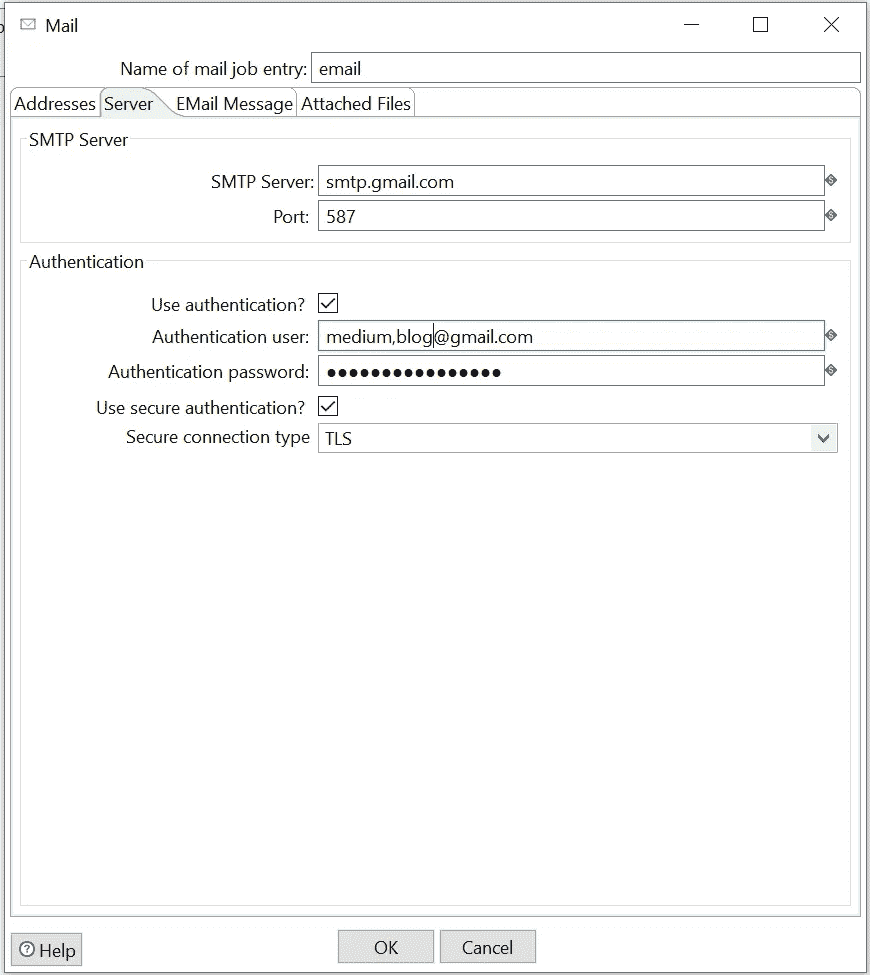 Mail
Name of mail job entry: email
Addresses Server EMail Message Attached Files
SMTP Server
SMTP Server: smtp.gmail.com
Port: 587
Authentication
Use authentication?
Authentication user: medium,blog@gmail.com
Authentication password: ●●●●●●●●●●●●●●●●
Use secure authentication?
Secure connection type TLS
Help OK Cancel